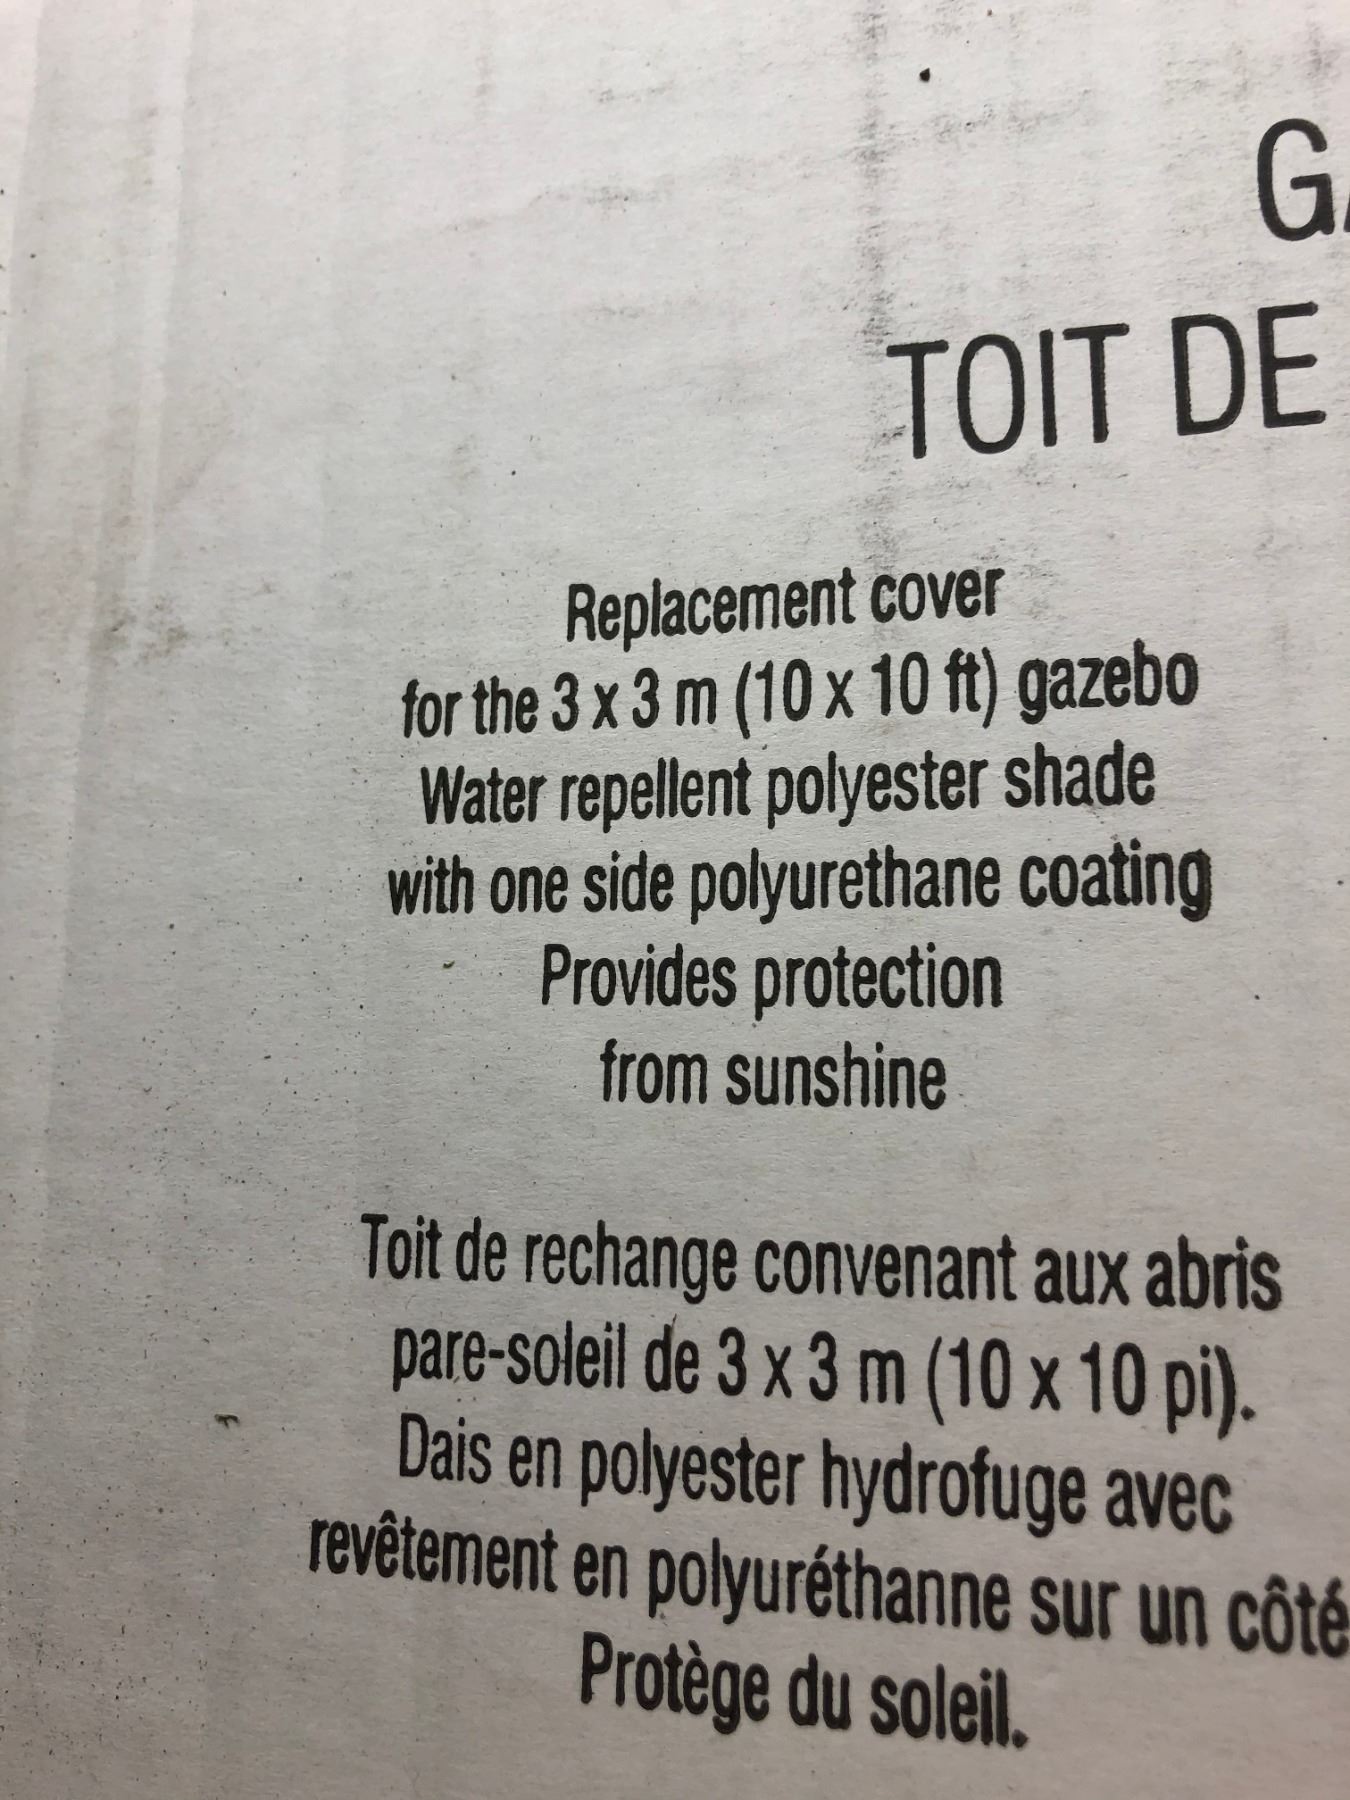 TOIT DE
Replacement cover
for the 3 x 3 m (10 x 10 ft) gazebo
Water repellent polyester shade
with one side polyurethane coating
Provides protection
from sunshine
Toit de rechange convenant aux abris
pare-soleil de 3 x 3 m (10 x 10 pi).
Dais en polyester hydrofuge avec
revêtement en polyuréthanne sur un côté
Protège du soleil.